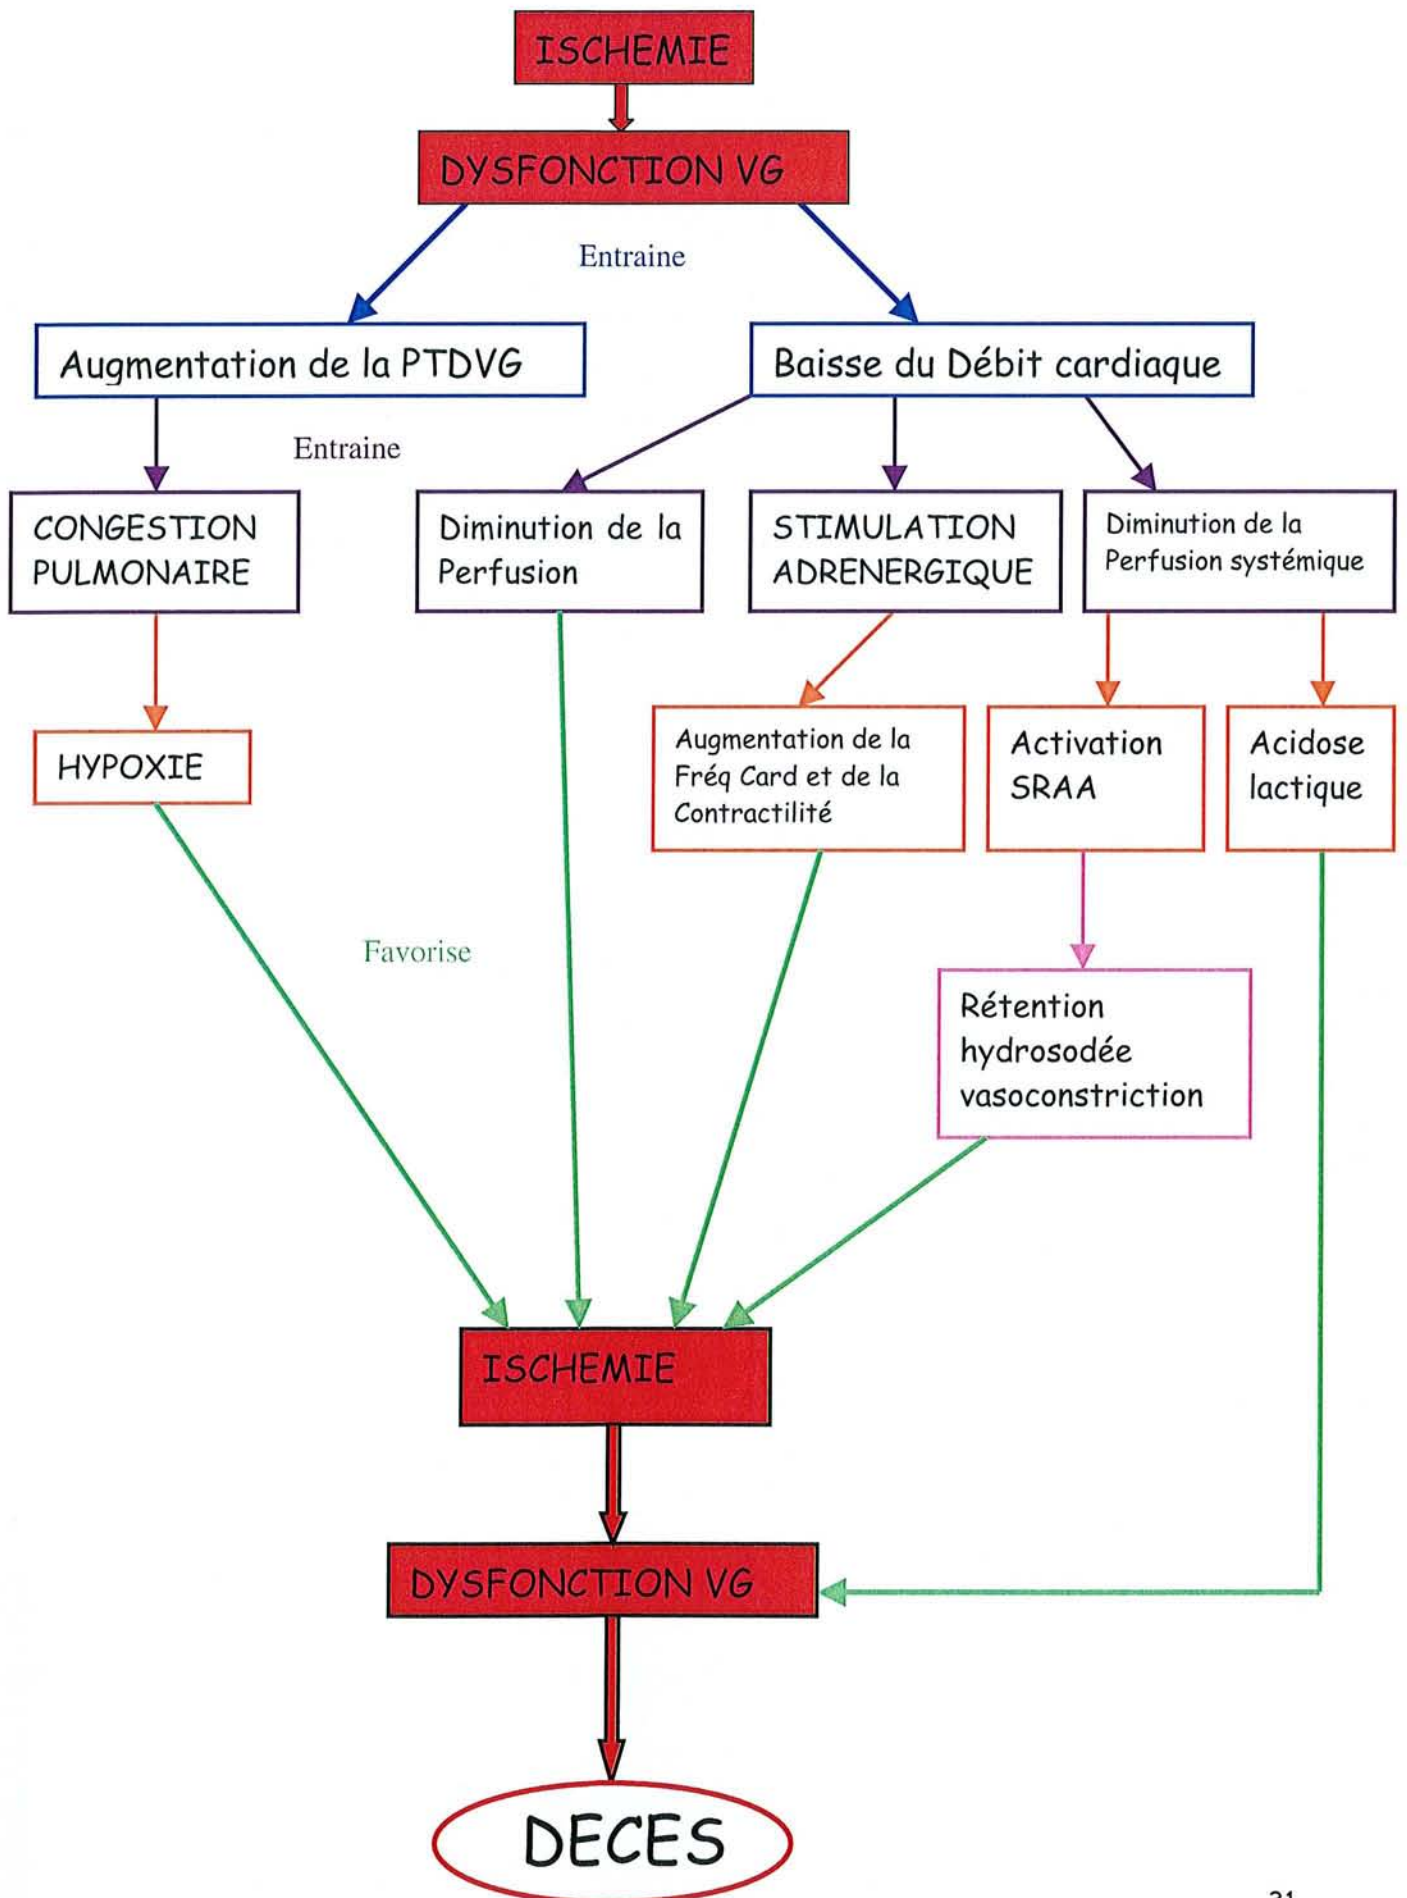 ISCHEMIE
DYSFONCTION VG
Entraine
Augmentation de la PTDVG
Baisse du Débit cardiaque
Entraine
CONGESTION
PULMONAIRE
Diminution de la
Perfusion
STIMULATION
ADRENERGIQUE
Diminution de la
Perfusion systémique
HYPOXIE
Augmentation de la
Fréq Card et de la
Contractilité
Activation
SRAA
Acidose
lactique
Favorise
Rétention
hydrosodée
vasoconstriction
ISCHEMIE
DYSFONCTION VG
DECES
31